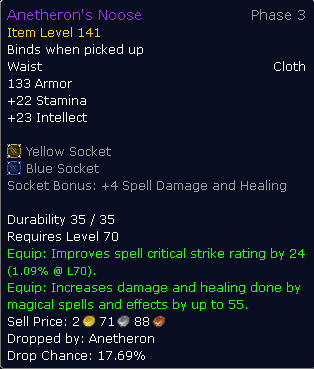 Anetheron's Noose Phase 3
Item Level 141
Binds when picked up
Waist Cloth
133 Armor
+22 Stamina
+23 Intellect
Yellow Socket
Blue Socket
Socket Bonus: +4 Spell Damage and Healing
Durability 35 / 35
Requires Level 70
Equip: Improves spell critical strike rating by 24
(1.09% @ L70).
Equip: Increases damage and healing done by
magical spells and effects by up to 55.
Sell Price: 2 71 88
Dropped by: Anetheron
Drop Chance: 17.69%